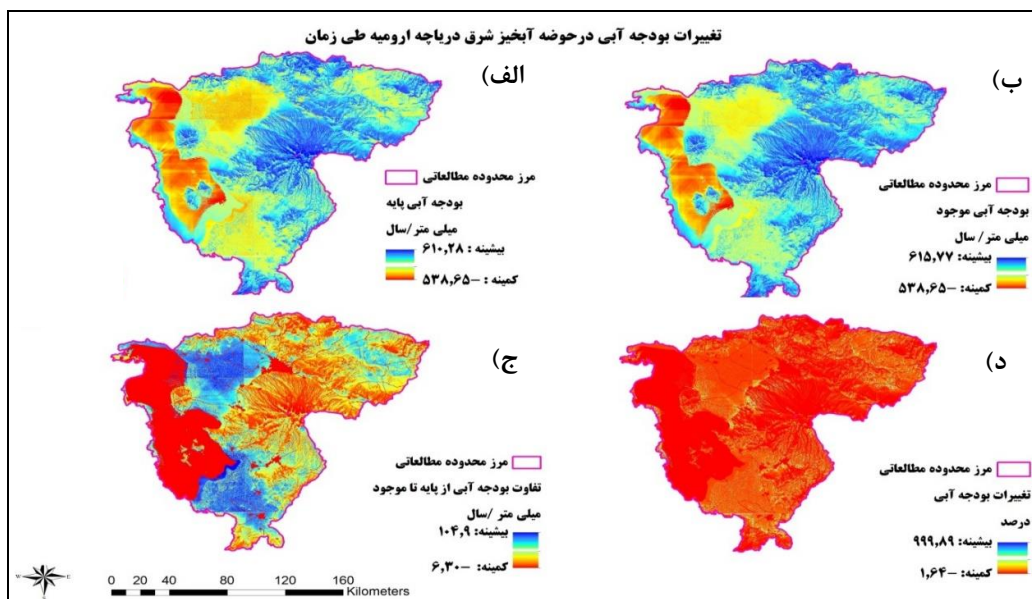 تغییرات بودجه آبی درحوضه آبخیز شرق دریاچه ارومیه طی زمان
الف)
مرز محدوده مطالعاتی
بودجه آبی پایه
میلی متر /سال
بیشینه : ۶۱۰,۲۸
کمینه : -۵۳۸,۶۵
ب)
مرز محدوده مطالعاتی
بودجه آبی موجود
میلی متر / سال
بیشینه: ۶۱۵,۷۷
کمینه: -۵۳۸,۶۵
ج)
مرز محدوده مطالعاتی
تفاوت بودجه آبی از پایه تا موجود
میلی متر /سال
بیشینه: ۱۰۴,۹
کمینه: -۶,۳۰
د)
مرز محدوده مطالعاتی
تغییرات بودجه آبی
درصد
بیشینه: ۹۹۹,۸۹
کمینه: -۱,۶۴
N
W E
S
0 20 40 80 120 160
Kilometers